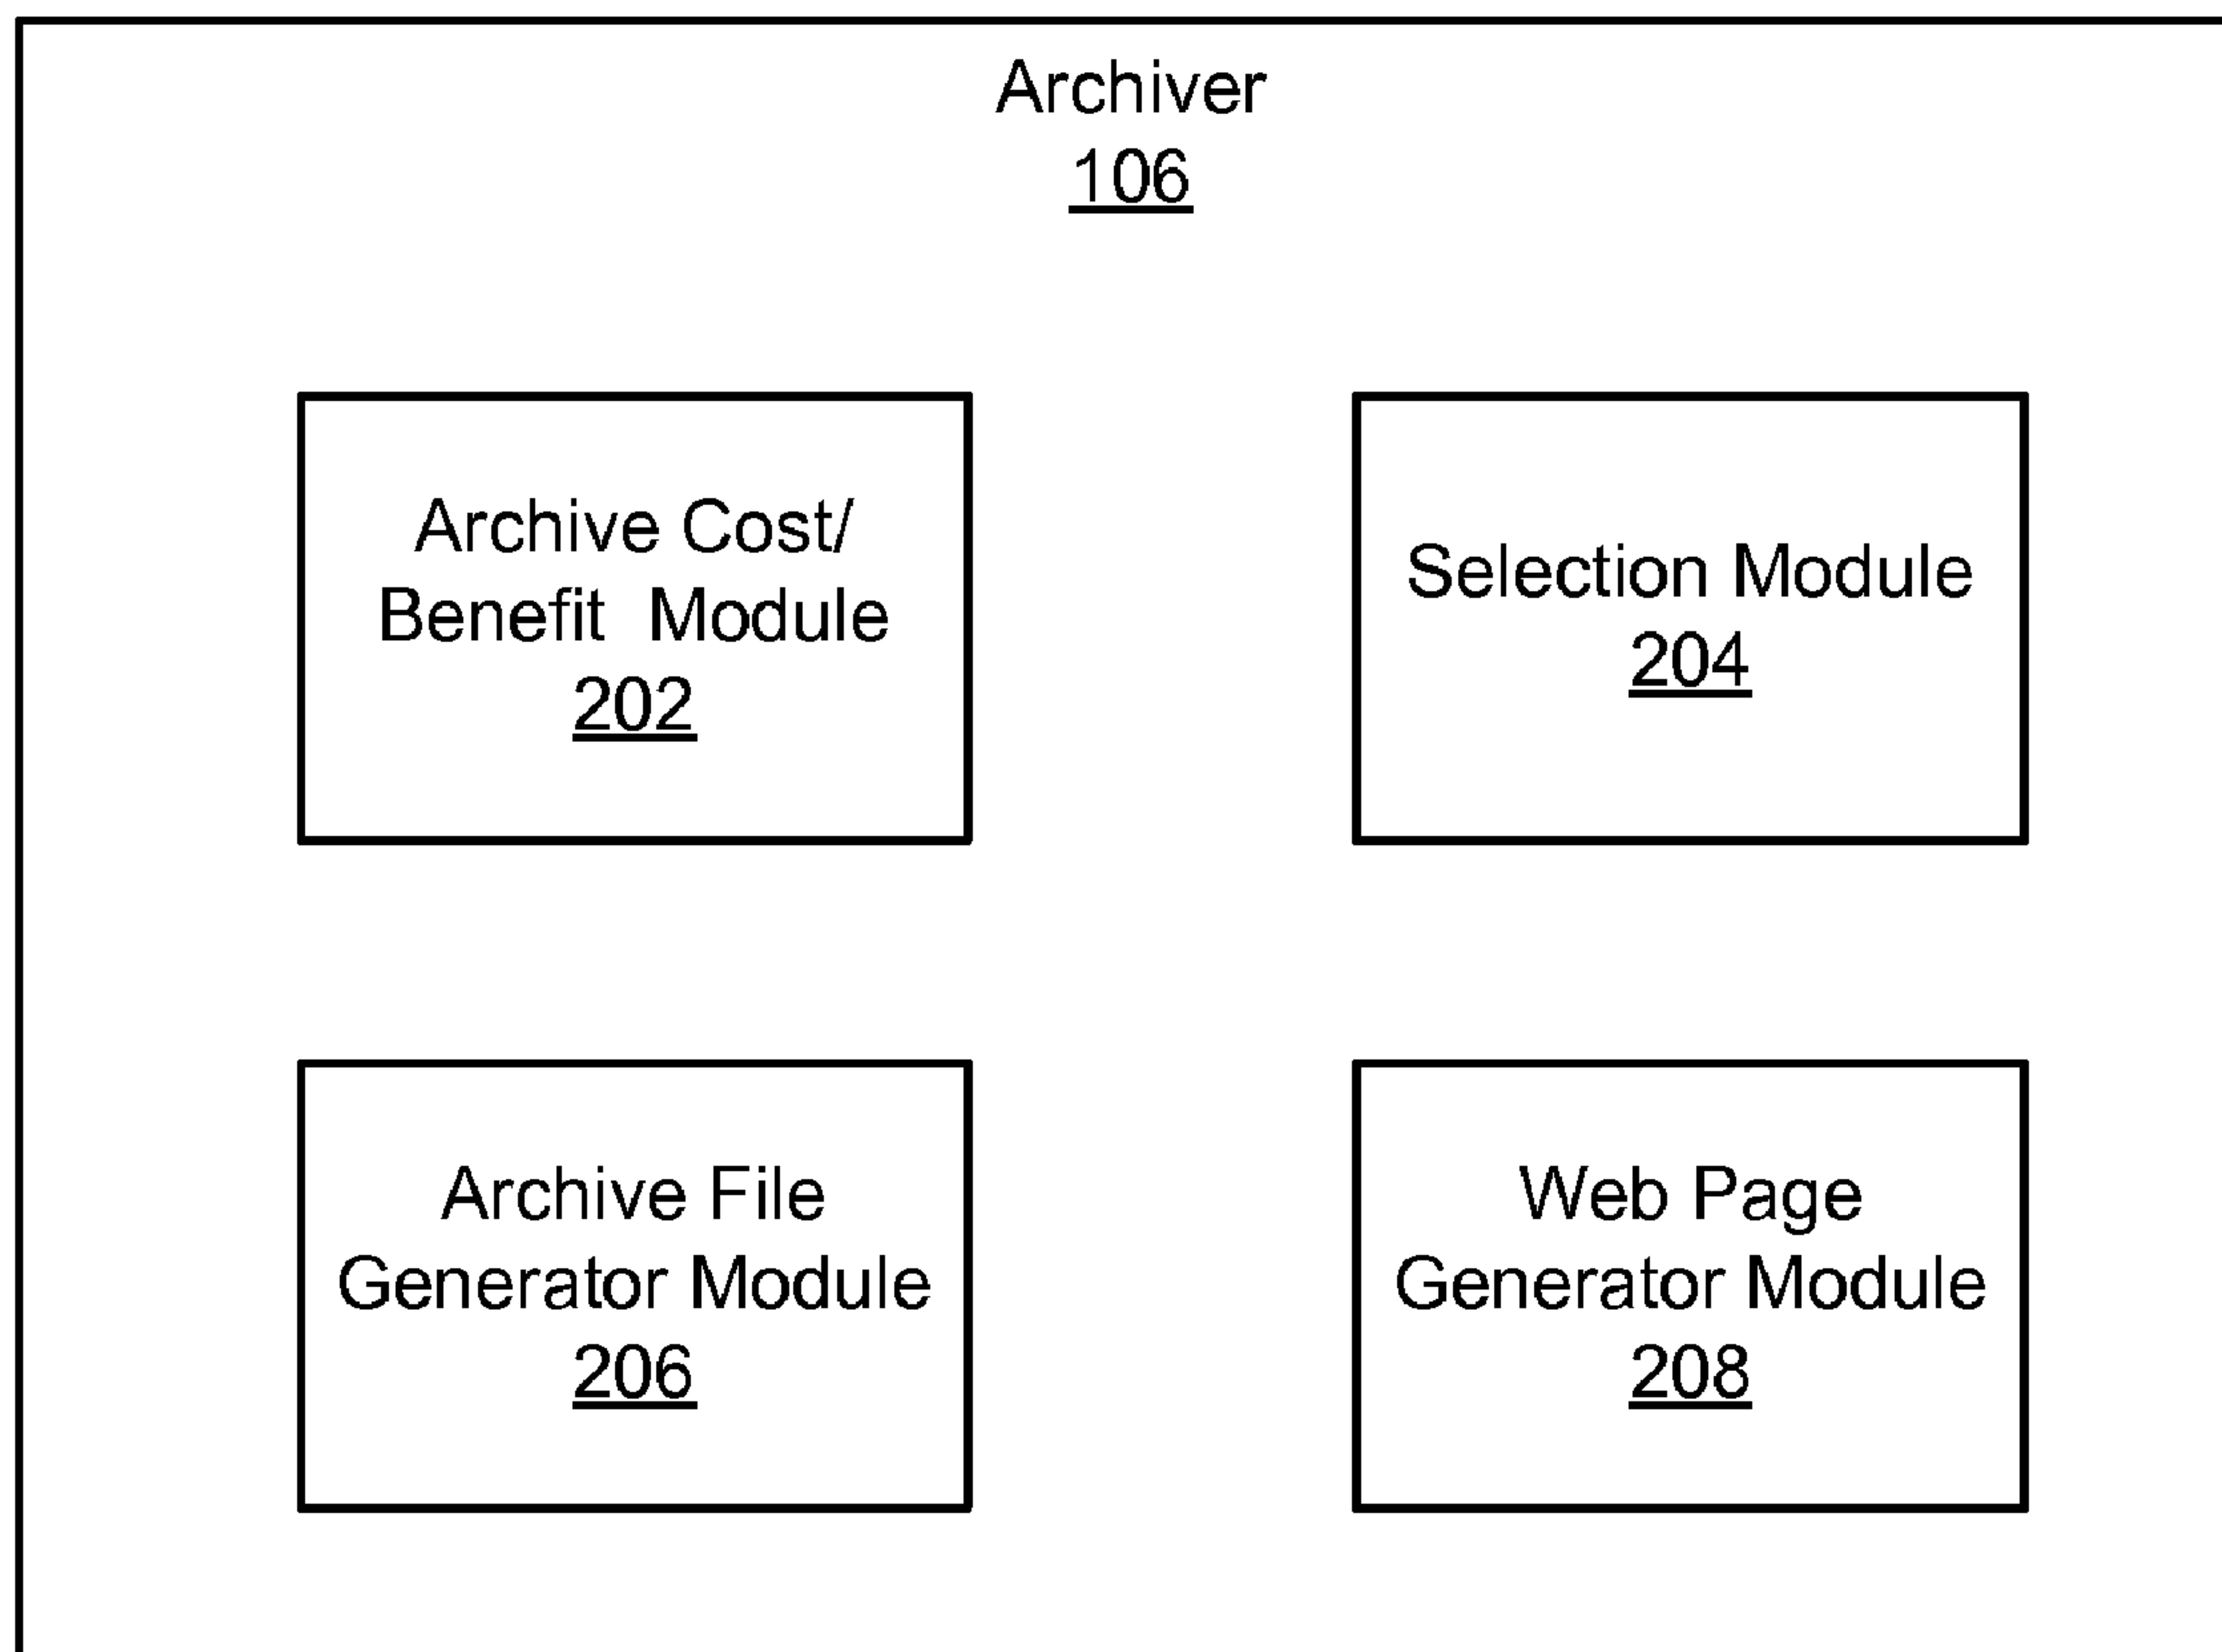 Archiver
106
Archive Cost/
Benefit Module
202
Selection Module
204
Archive File
Generator Module
206
Web Page
Generator Module
208